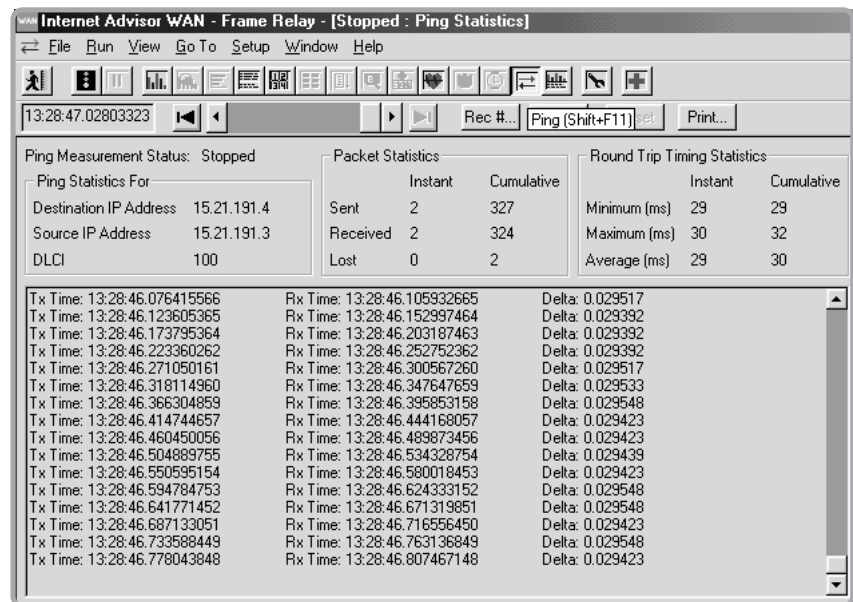 WAN Internet Advisor WAN - Frame Relay - [Stopped : Ping Statistics]
File Run View Go To Setup Window Help
13:28:47.02803323 Rec #... Ping (Shift+F11) set Print...
Ping Measurement Status: Stopped
Ping Statistics For
Destination IP Address 15.21.191.4
Source IP Address 15.21.191.3
DLCI 100
Packet Statistics
Instant Cumulative
Sent 2 327
Received 2 324
Lost 0 2
Round Trip Timing Statistics
Instant Cumulative
Minimum (ms) 29 29
Maximum (ms) 30 32
Average (ms) 29 30
Tx Time: 13:28:46.076415566 Rx Time: 13:28:46.105932665 Delta: 0.029517
Tx Time: 13:28:46.123605365 Rx Time: 13:28:46.152997464 Delta: 0.029392
Tx Time: 13:28:46.173795364 Rx Time: 13:28:46.203187463 Delta: 0.029392
Tx Time: 13:28:46.223360262 Rx Time: 13:28:46.252752362 Delta: 0.029392
Tx Time: 13:28:46.271050161 Rx Time: 13:28:46.300567260 Delta: 0.029517
Tx Time: 13:28:46.318114960 Rx Time: 13:28:46.347647659 Delta: 0.029533
Tx Time: 13:28:46.366304859 Rx Time: 13:28:46.395853158 Delta: 0.029548
Tx Time: 13:28:46.414744657 Rx Time: 13:28:46.444168057 Delta: 0.029423
Tx Time: 13:28:46.460450056 Rx Time: 13:28:46.489873456 Delta: 0.029423
Tx Time: 13:28:46.504889755 Rx Time: 13:28:46.534328754 Delta: 0.029439
Tx Time: 13:28:46.550595154 Rx Time: 13:28:46.580018453 Delta: 0.029423
Tx Time: 13:28:46.594784753 Rx Time: 13:28:46.624333152 Delta: 0.029548
Tx Time: 13:28:46.641771452 Rx Time: 13:28:46.671319851 Delta: 0.029548
Tx Time: 13:28:46.687133051 Rx Time: 13:28:46.716556450 Delta: 0.029423
Tx Time: 13:28:46.733588449 Rx Time: 13:28:46.763136849 Delta: 0.029548
Tx Time: 13:28:46.778043848 Rx Time: 13:28:46.807467148 Delta: 0.029423